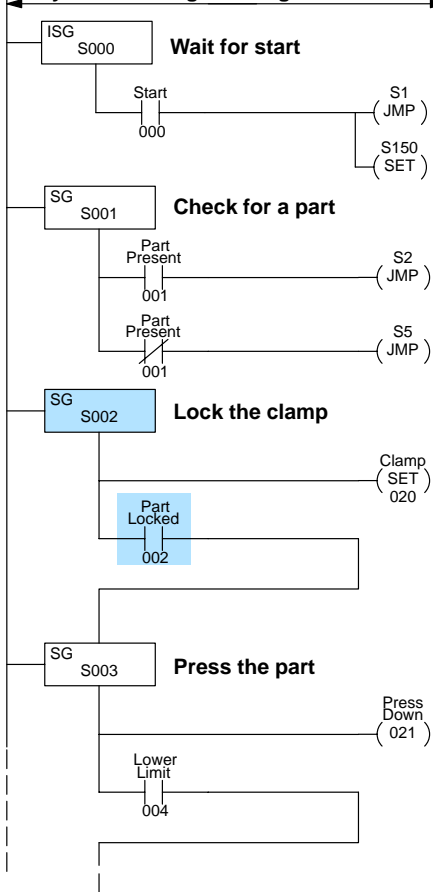 ISG
S000
Wait for start
Start
000
S1
JMP
S150
SET
SG
S001
Check for a part
Part
Present
001
S2
JMP
Part
Present
001
S5
JMP
SG
S002
Lock the clamp
Clamp
SET
020
Part
Locked
002
SG
S003
Press the part
Press
Down
021
Lower
Limit
004